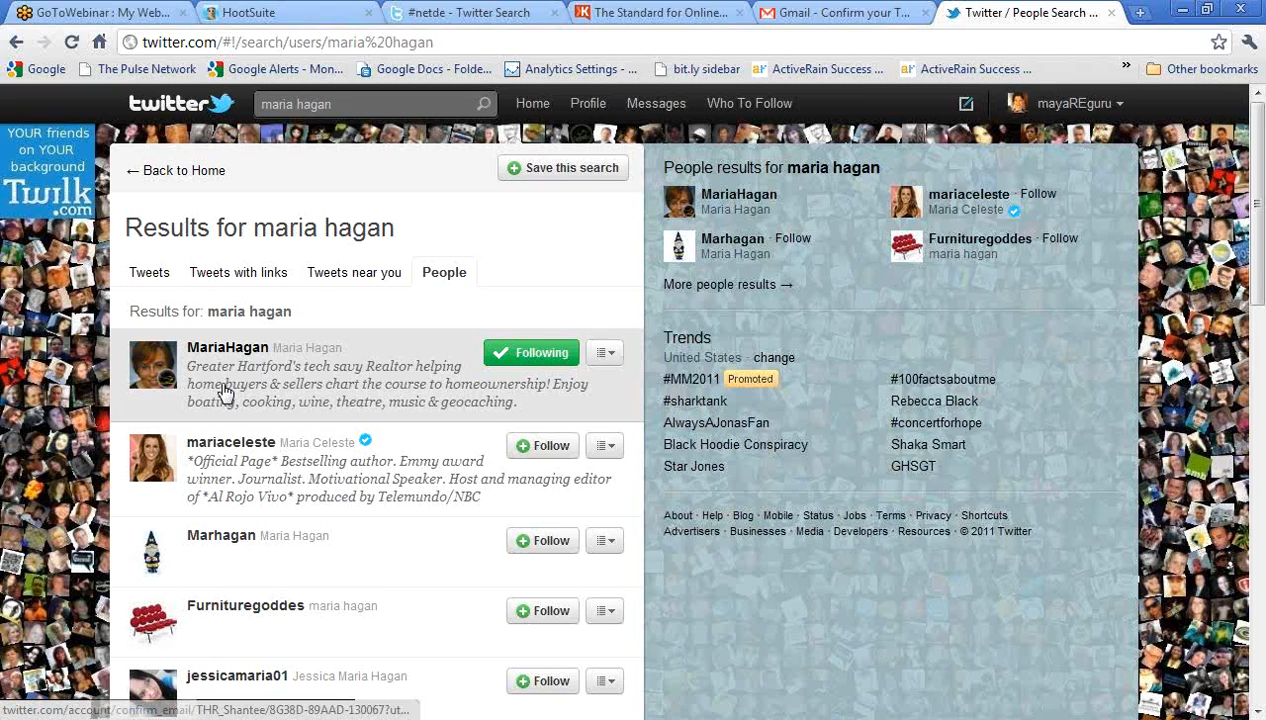 GoToWebinar : My Web...
HootSuite
#netde - Twitter Search
The Standard for Online...
Gmail - Confirm your T...
Twitter / People Search ...
twitter.com/#!/search/users/maria%20hagan
Google
The Pulse Network
Google Alerts - Mon...
Google Docs - Folde...
Analytics Settings - ...
bit.ly sidebar
ActiveRain Success ...
ActiveRain Success ...
Other bookmarks
twitter
maria hagan
Home
Profile
Messages
Who To Follow
mayaREguru
YOUR friends
on YOUR
background
Twilk
.com
← Back to Home
Save this search
Results for maria hagan
Tweets
Tweets with links
Tweets near you
People
Results for: maria hagan
MariaHagan Maria Hagan
Following
Greater Hartford's tech savy Realtor helping
homebuyers & sellers chart the course to homeownership! Enjoy
boating, cooking, wine, theatre, music & geocaching.
mariaceleste Maria Celeste
Follow
*Official Page* Bestselling author. Emmy award
winner. Journalist. Motivational Speaker. Host and managing editor
of *Al Rojo Vivo* produced by Telemundo/NBC
Marhagan Maria Hagan
Follow
Furnituregoddes maria hagan
Follow
jessicamaria01 Jessica Maria Hagan
Follow
People results for maria hagan
MariaHagan
Maria Hagan
mariaceleste · Follow
Maria Celeste
Marhagan · Follow
Maria Hagan
Furnituregoddes · Follow
maria hagan
More people results →
Trends
United States · change
#MM2011 Promoted
#sharktank
AlwaysAJonasFan
Black Hoodie Conspiracy
Star Jones
#100factsaboutme
Rebecca Black
#concertforhope
Shaka Smart
GHSGT
About · Help · Blog · Mobile · Status · Jobs · Terms · Privacy · Shortcuts
Advertisers · Businesses · Media · Developers · Resources · © 2011 Twitter
twitter.com/account/confirm_email/THR_Shantee/8G38D-89AAD-130067?ut...